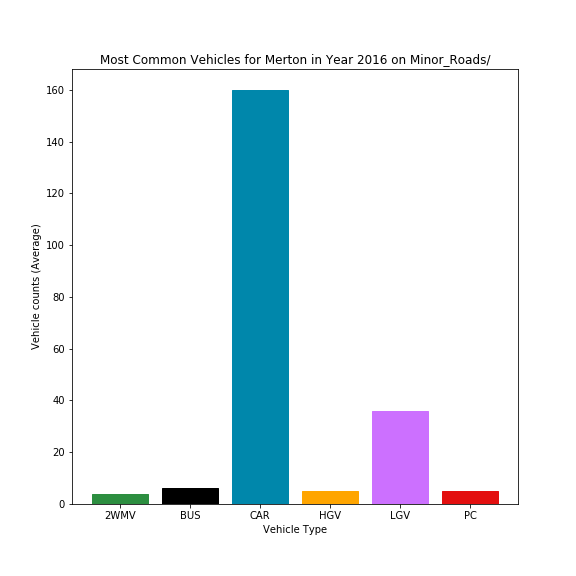 Most Common Vehicles for Merton in Year 2016 on Minor_Roads/
Vehicle counts (Average)
160
140
120
100
80
60
40
20
0
2WMV BUS CAR HGV LGV PC
Vehicle Type